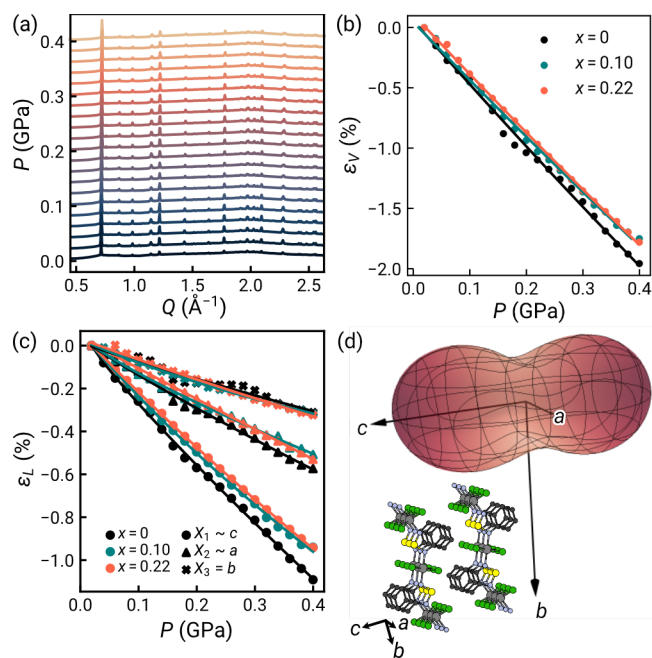 (a)
P (GPa)
0.4
0.3
0.2
0.1
0.0
0.5 1.0 1.5 2.0 2.5
Q (Å⁻¹)
(b)
x = 0
x = 0.10
x = 0.22
ε_V (%)
0.0
−0.5
−1.0
−1.5
−2.0
0.0 0.1 0.2 0.3 0.4
P (GPa)
(c)
ε_L (%)
0.0
−0.2
−0.4
−0.6
−0.8
−1.0
x = 0 X₁ ~ c
x = 0.10 X₂ ~ a
x = 0.22 X₃ = b
0.0 0.1 0.2 0.3 0.4
P (GPa)
(d)
c
a
b
c
a
b